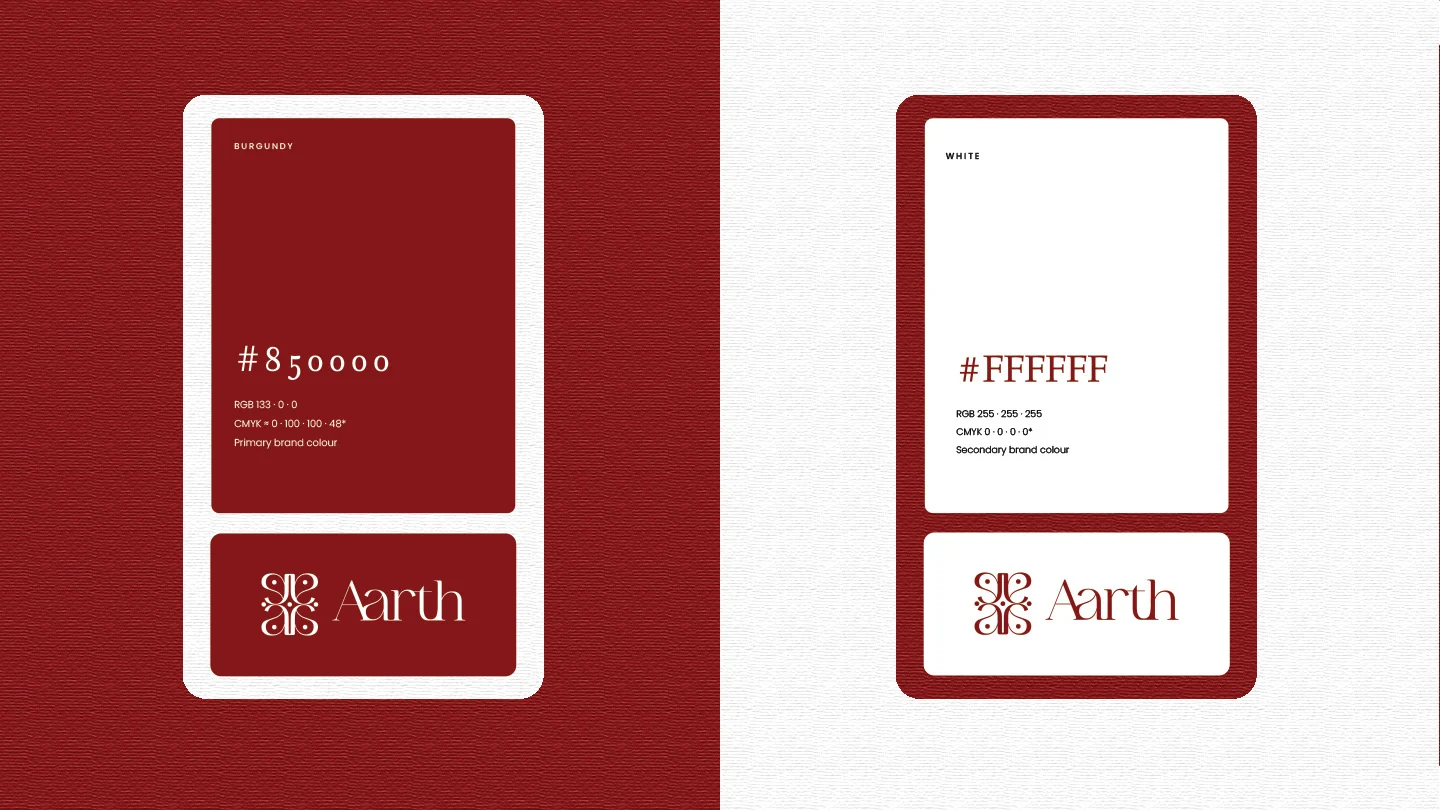 BURGUNDY
#850000
RGB 133 · 0 · 0
CMYK ≈ 0 · 100 · 100 · 48*
Primary brand colour
Aarth
WHITE
#FFFFFF
RGB 255 · 255 · 255
CMYK 0 · 0 · 0 · 0*
Secondary brand colour
Aarth